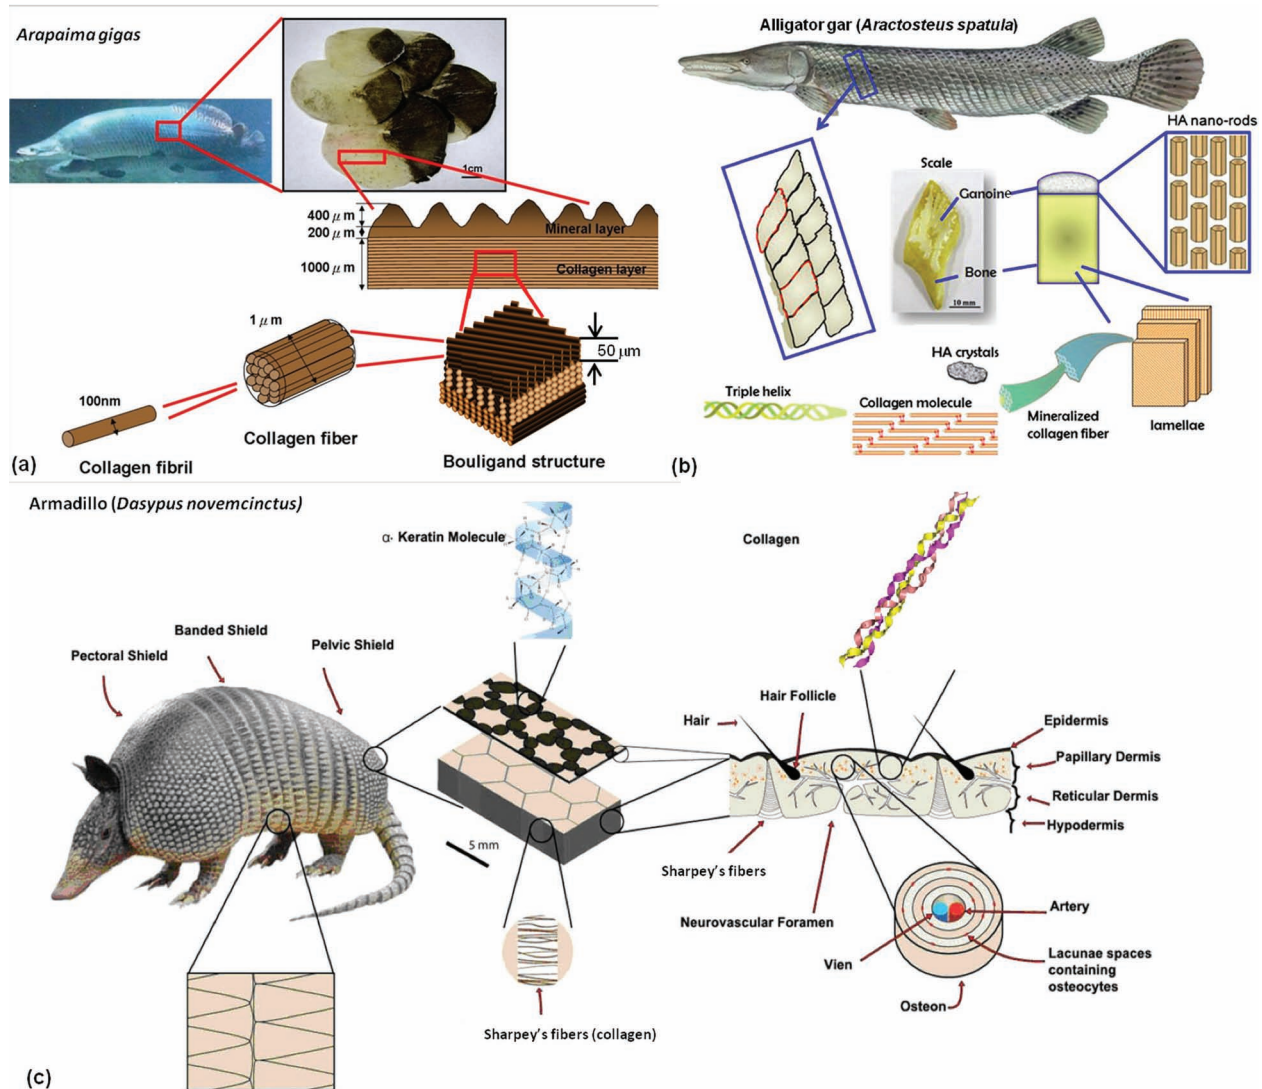 Arapaima gigas
1cm
400 μm
200 μm
1000 μm
Mineral layer
Collagen layer
1 μm
50 μm
100nm
Collagen fiber
Collagen fibril
Bouligand structure
(a)
Alligator gar (Aractosteus spatula)
HA nano-rods
Scale
Ganoine
Bone
10 mm
HA crystals
Triple helix
Collagen molecule
Mineralized
collagen fiber
lamellae
(b)
Armadillo (Dasypus novemcinctus)
α- Keratin Molecule
Collagen
Banded Shield
Pectoral Shield
Pelvic Shield
Hair Follicle
Hair
Epidermis
Papillary Dermis
Reticular Dermis
Hypodermis
5 mm
Sharpey's fibers
Neurovascular Foramen
Artery
Vien
Lacunae spaces
containing
osteocytes
Osteon
Sharpey's fibers (collagen)
(c)